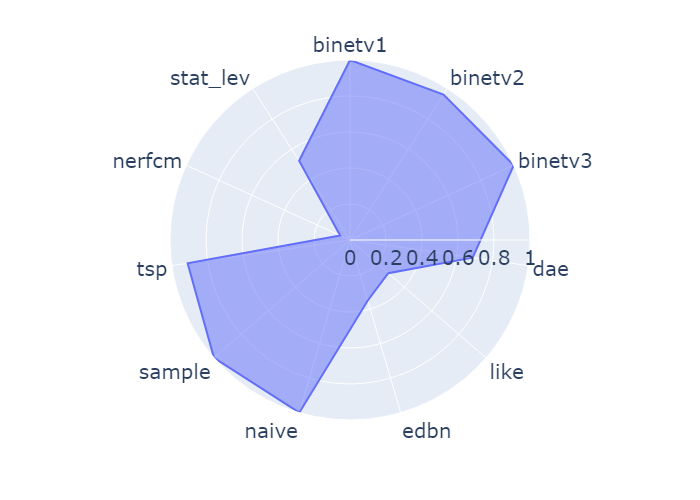 binetv1
stat_lev
binetv2
nerfcm
binetv3
0 0.2 0.4 0.6 0.8 1
tsp
dae
sample
like
naive
edbn